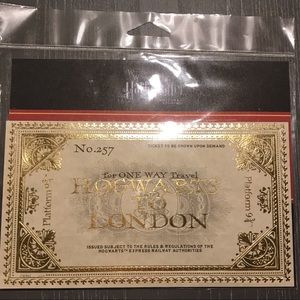 No.257
TICKET TO BE SHOWN UPON DEMAND
for ONE WAY Travel
HOGWARTS
TO
LONDON
Platform 9¾
Platform 9¾
ISSUED SUBJECT TO THE RULES & REGULATIONS OF THE
HOGWARTS™ EXPRESS RAILWAY AUTHORITIES